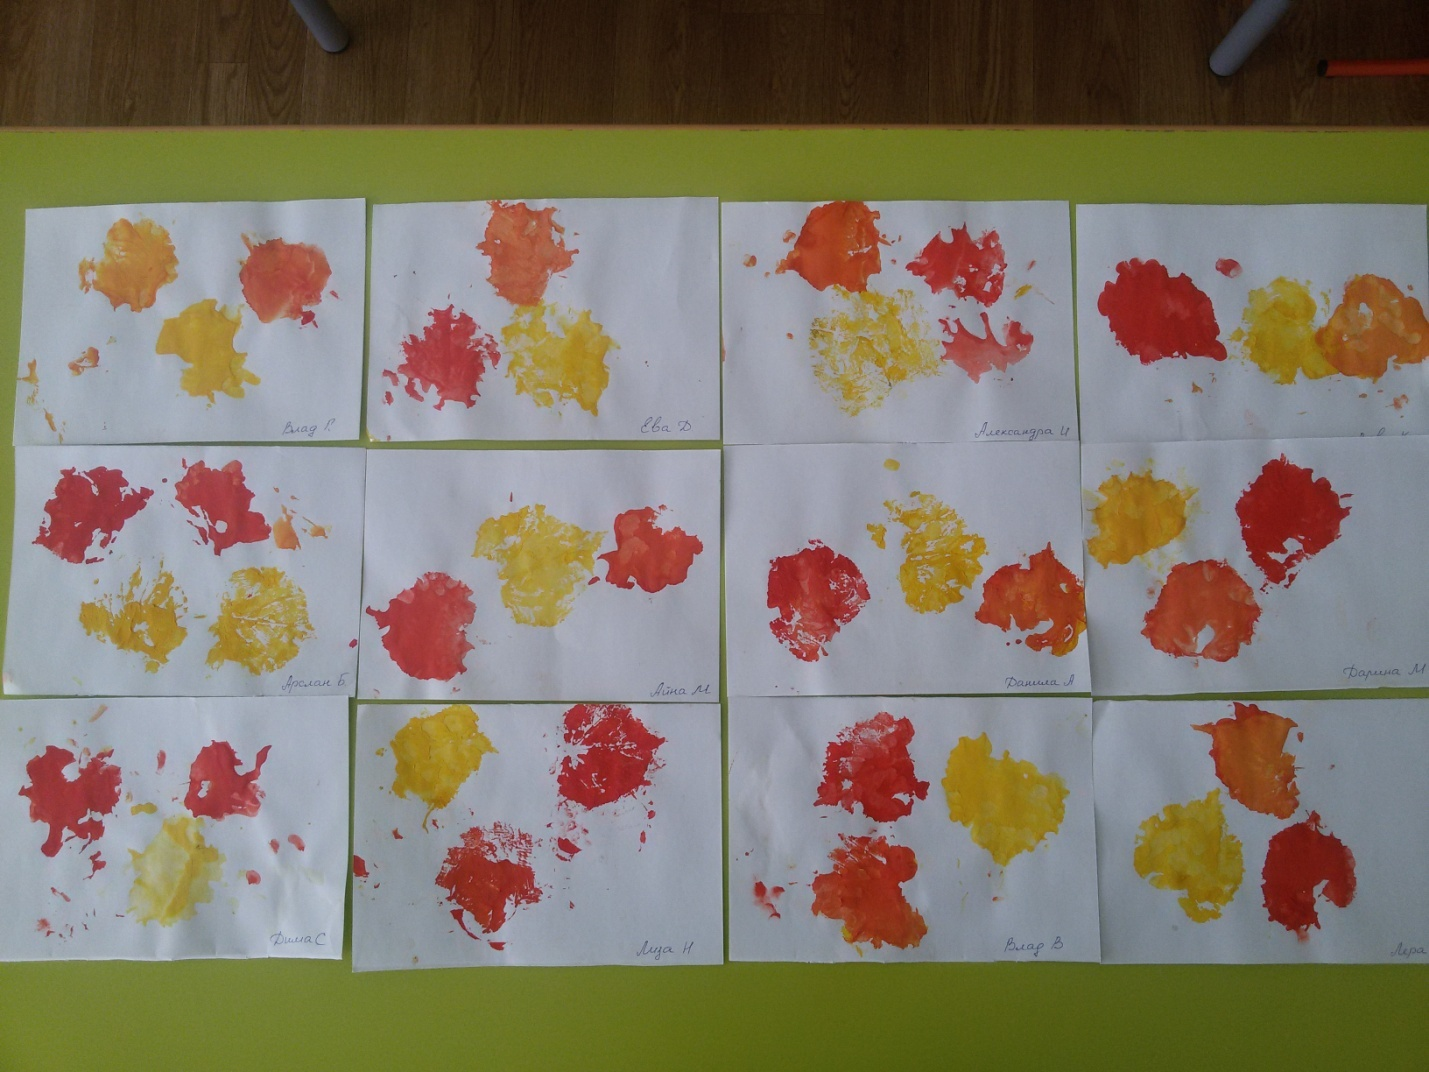 Влад Г.
Ева Д
Александра И
Арслан Б.
Айна М
Данила А
Дарина М
Дима С
Лиза Н
Влад В
Лера